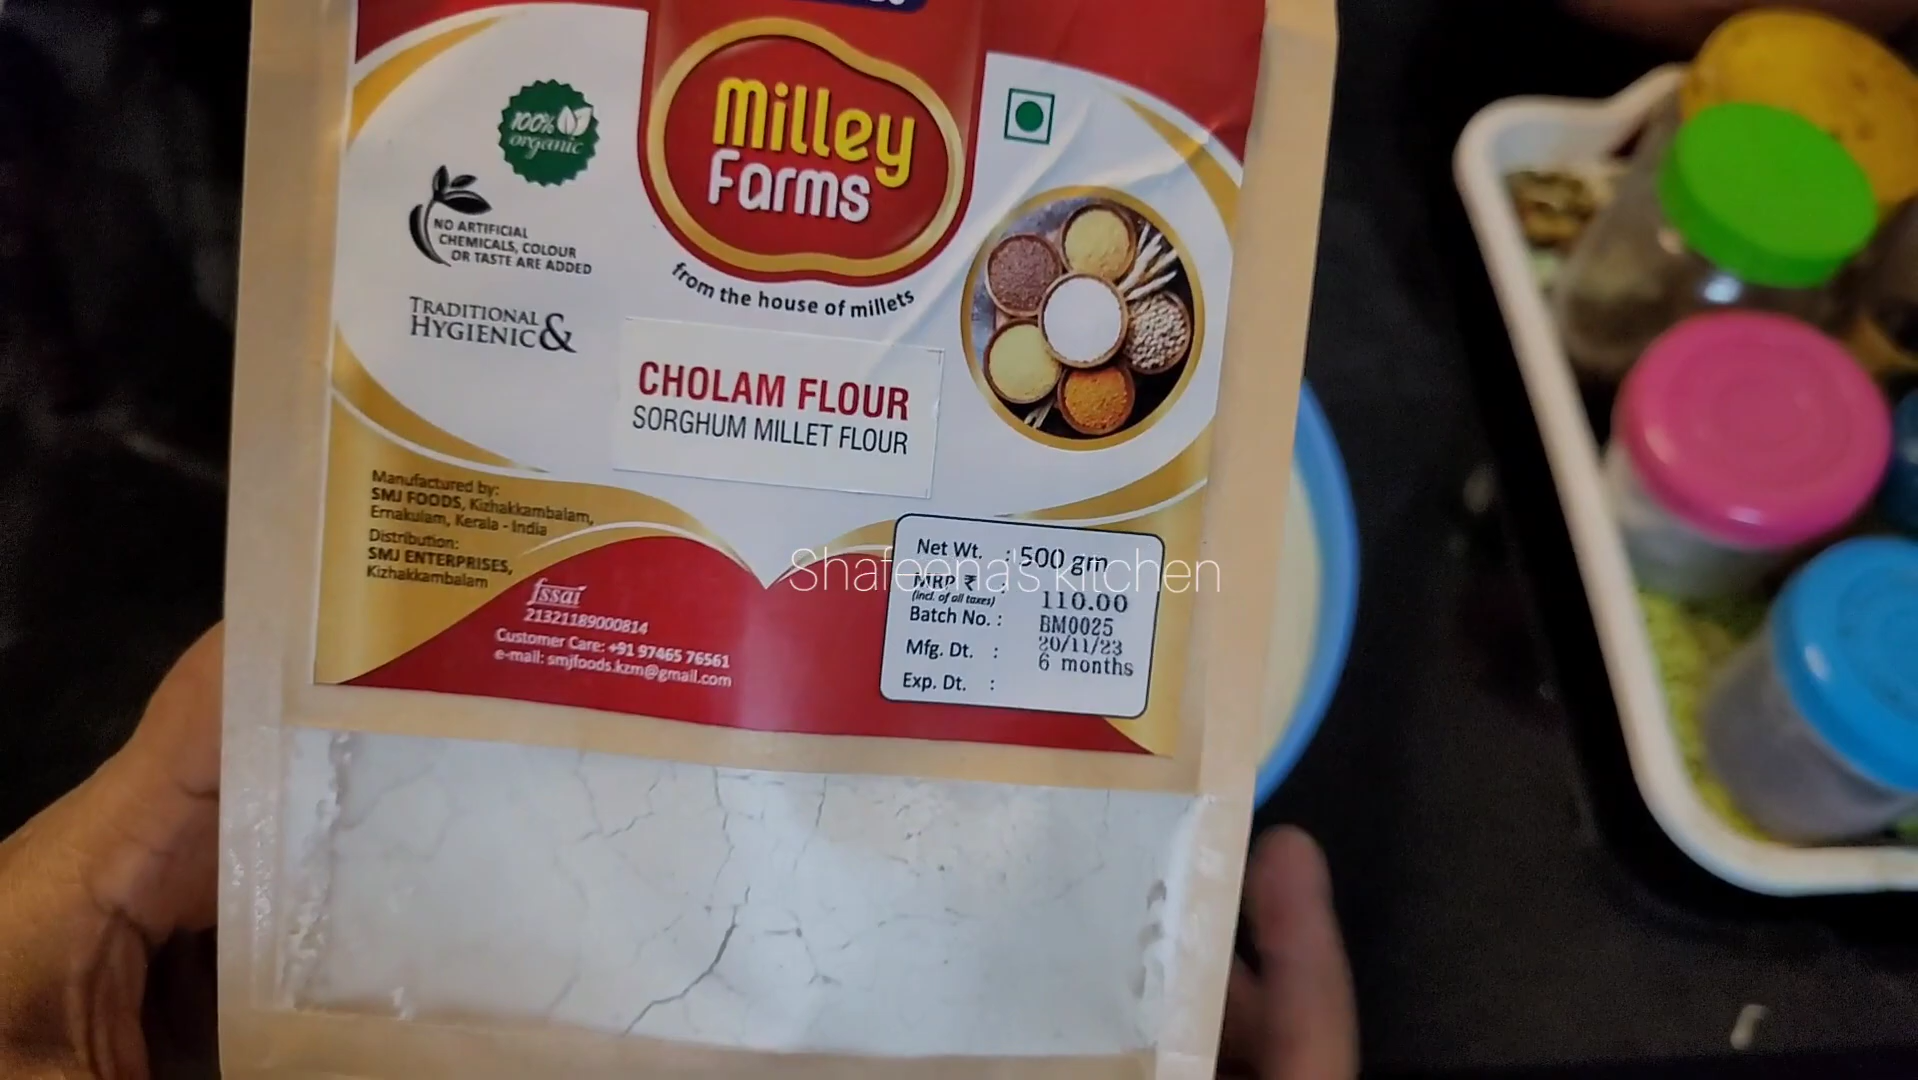 100%
organic
NO ARTIFICIAL
CHEMICALS, COLOUR
OR TASTE ARE ADDED
TRADITIONAL
HYGIENIC &
Milley
Farms
from the house of millets
CHOLAM FLOUR
SORGHUM MILLET FLOUR
Manufactured by:
SMJ FOODS, Kizhakkambalam,
Ernakulam, Kerala - India
Distribution:
SMJ ENTERPRISES,
Kizhakkambalam
fssai
21321189000814
Customer Care: +91 97465 76561
e-mail: smjfoods.kzm@gmail.com
Net Wt. : 500 gm
MRP ₹ :
(incl. of all taxes) 110.00
Batch No. : BM0025
Mfg. Dt. : 20/11/23
6 months
Exp. Dt. :
Shafeena's kitchen